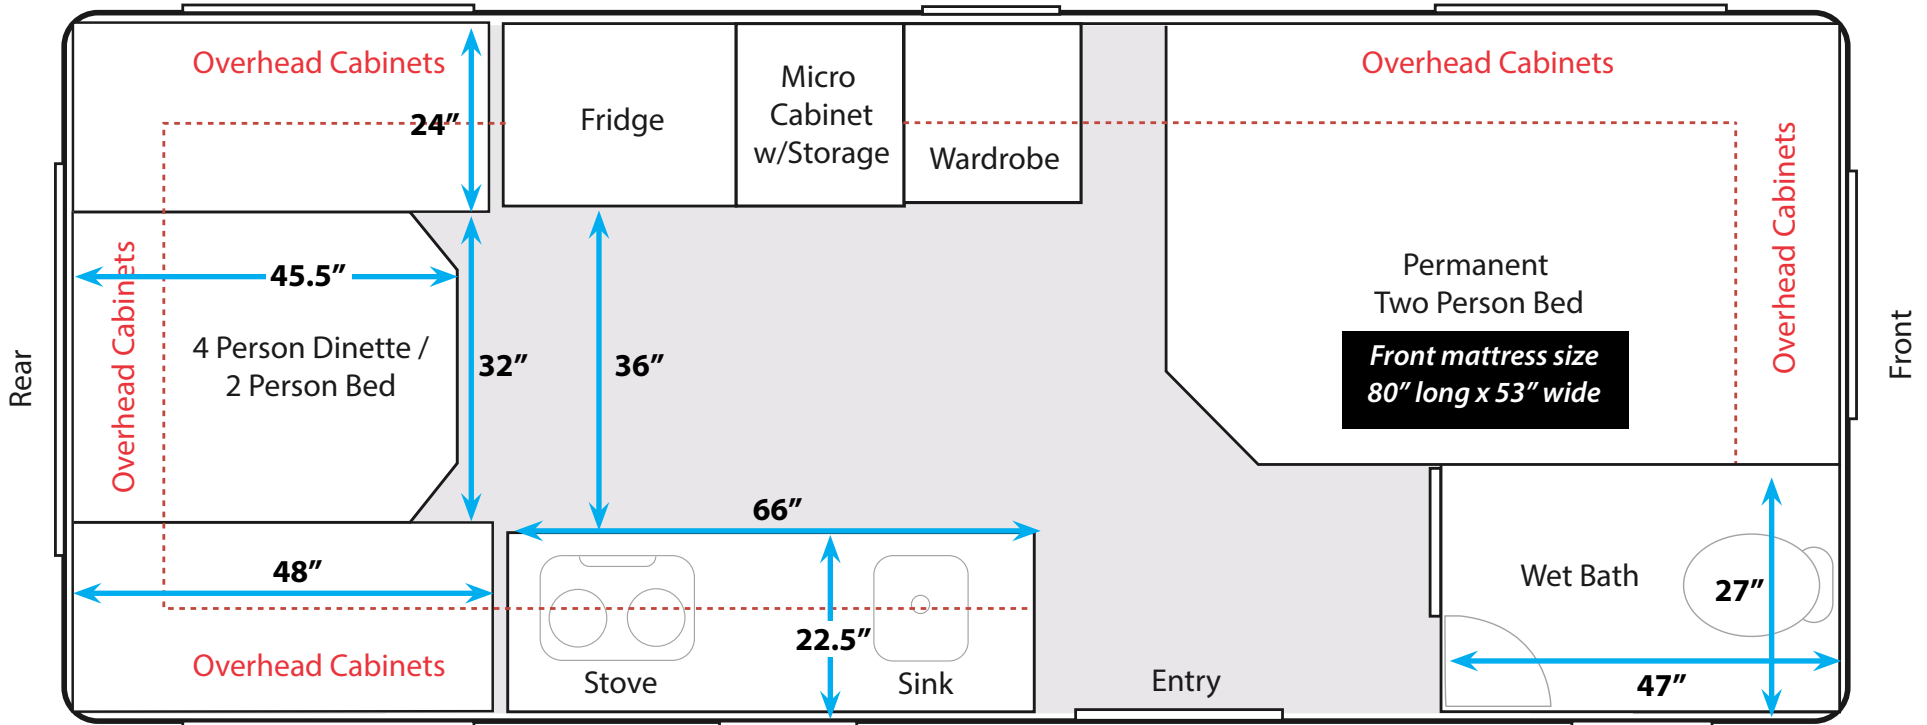 Overhead Cabinets
24”
Fridge
Micro
Cabinet
w/Storage
Wardrobe
Overhead Cabinets
Overhead Cabinets
Permanent
Two Person Bed
Front mattress size
80” long x 53” wide
Front
Rear
Overhead Cabinets
45.5”
4 Person Dinette /
2 Person Bed
32”
36”
66”
48”
Overhead Cabinets
22.5”
Stove
Sink
Entry
Wet Bath
27”
47”